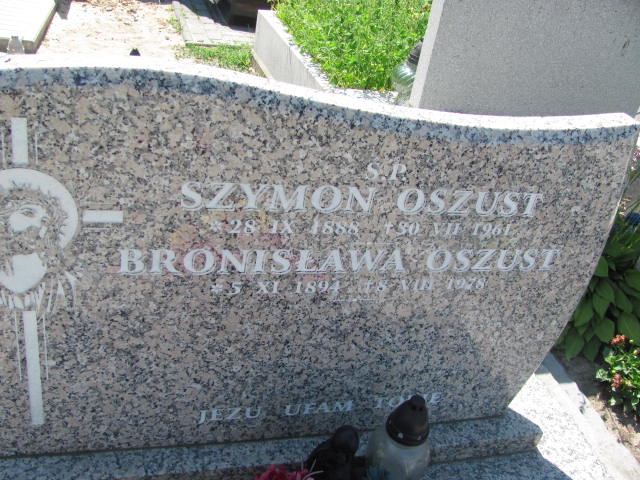 S.P.
SZYMON OSZUST
* 28 IX 1888 †30 VII 1961
BRONISŁAWA OSZUST
* 5 XI 1894 †8 VIII 1978
JEZU UFAM TOBIE